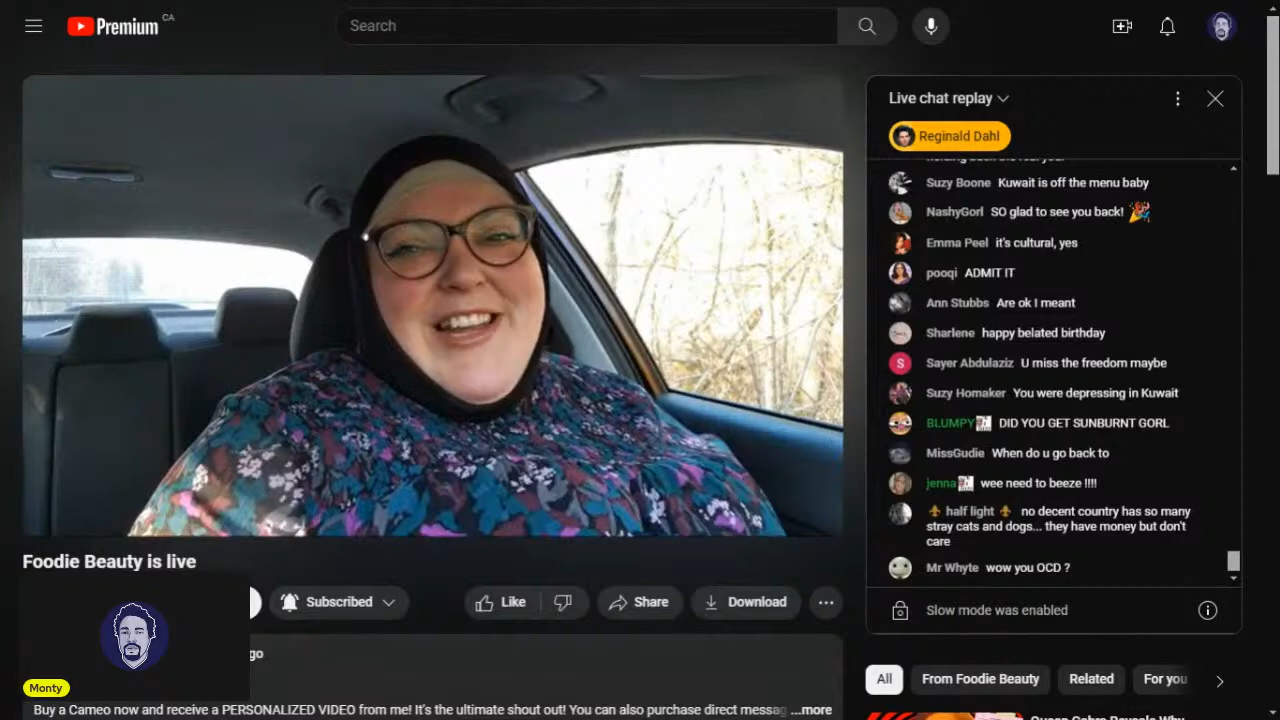 Premium CA
Search
Live chat replay
Reginald Dahl
Suzy Boone Kuwait is off the menu baby
NashyGorl SO glad to see you back!
Emma Peel it's cultural, yes
pooqi ADMIT IT
Ann Stubbs Are ok I meant
Sharlene happy belated birthday
S Sayer Abdulaziz U miss the freedom maybe
Suzy Homaker You were depressing in Kuwait
BLUMPY DID YOU GET SUNBURNT GORL
MissGudie When do u go back to
jenna wee need to beeze !!!!
half light no decent country has so many
stray cats and dogs... they have money but don't
care
Mr Whyte wow you OCD ?
Slow mode was enabled
Foodie Beauty is live
Subscribed
Like
Share
Download
go
Monty
Buy a Cameo now and receive a PERSONALIZED VIDEO from me! It's the ultimate shout out! You can also purchase direct messag ...more
All
From Foodie Beauty
Related
For you
Queen Cobra Reveals Why